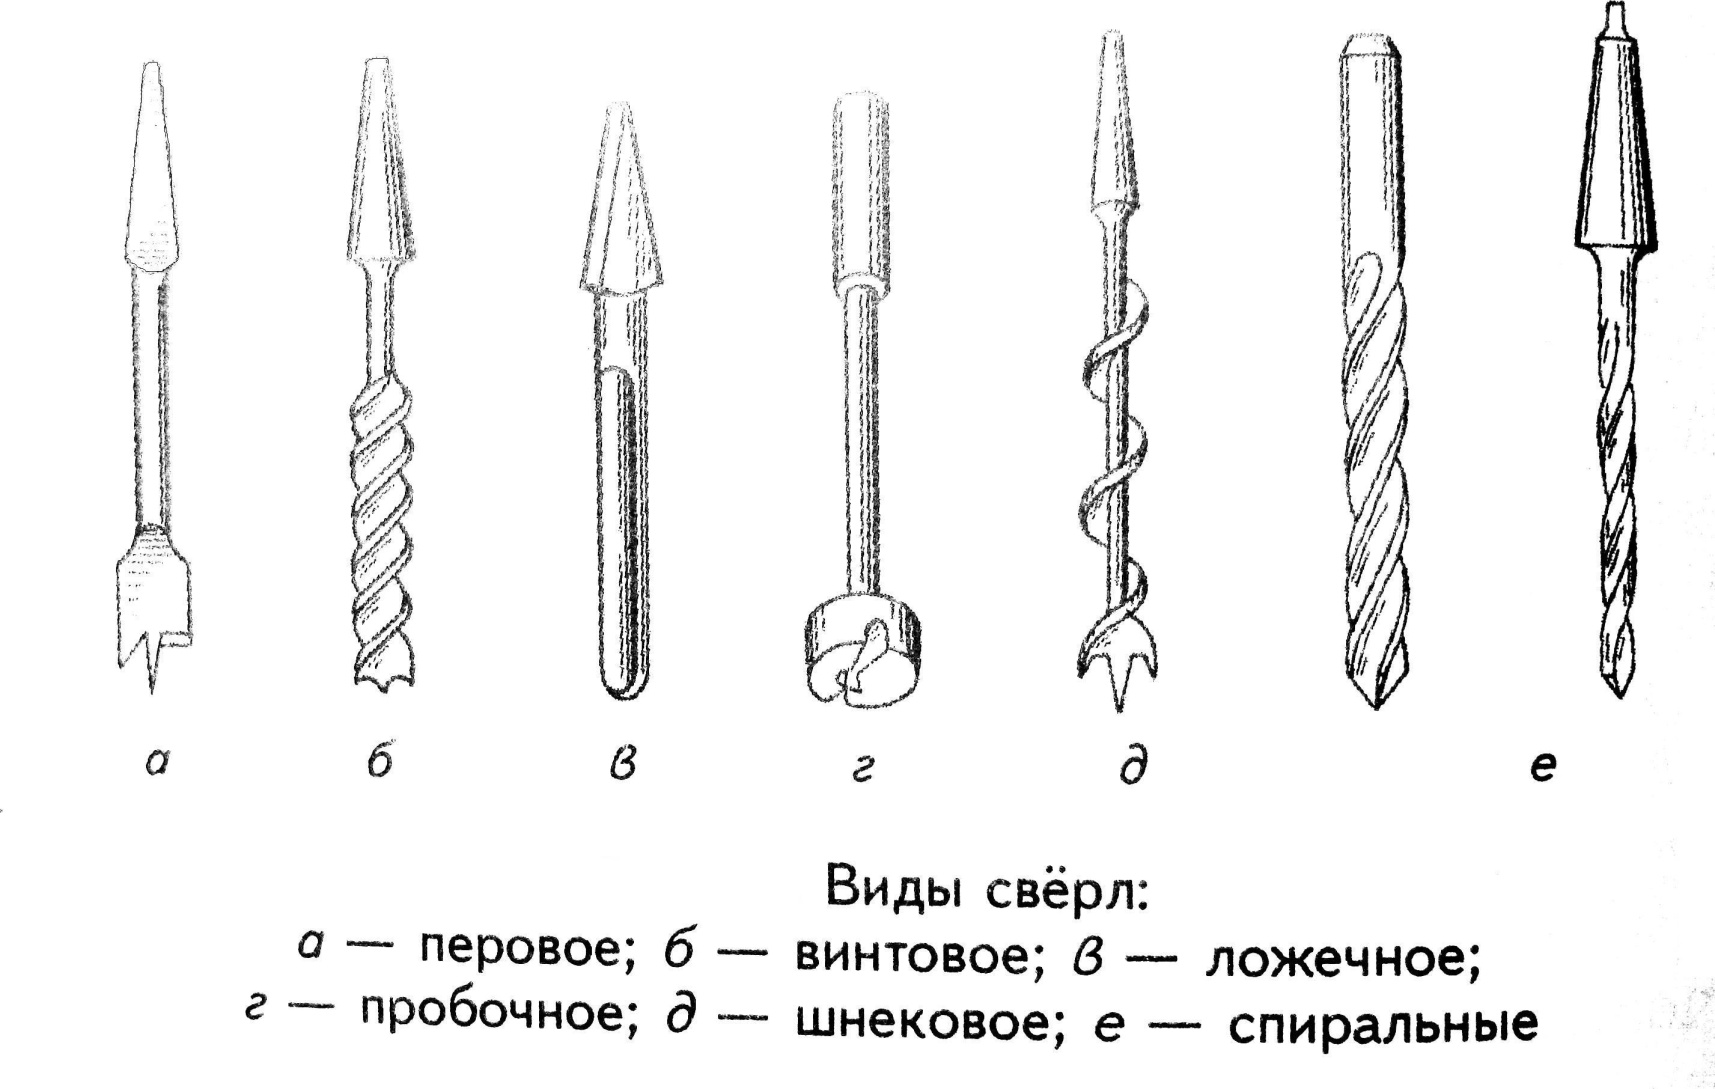 а б в г д е
Виды свёрл:
а — перовое; б — винтовое; в — ложечное;
г — пробочное; д — шнековое; е — спиральные